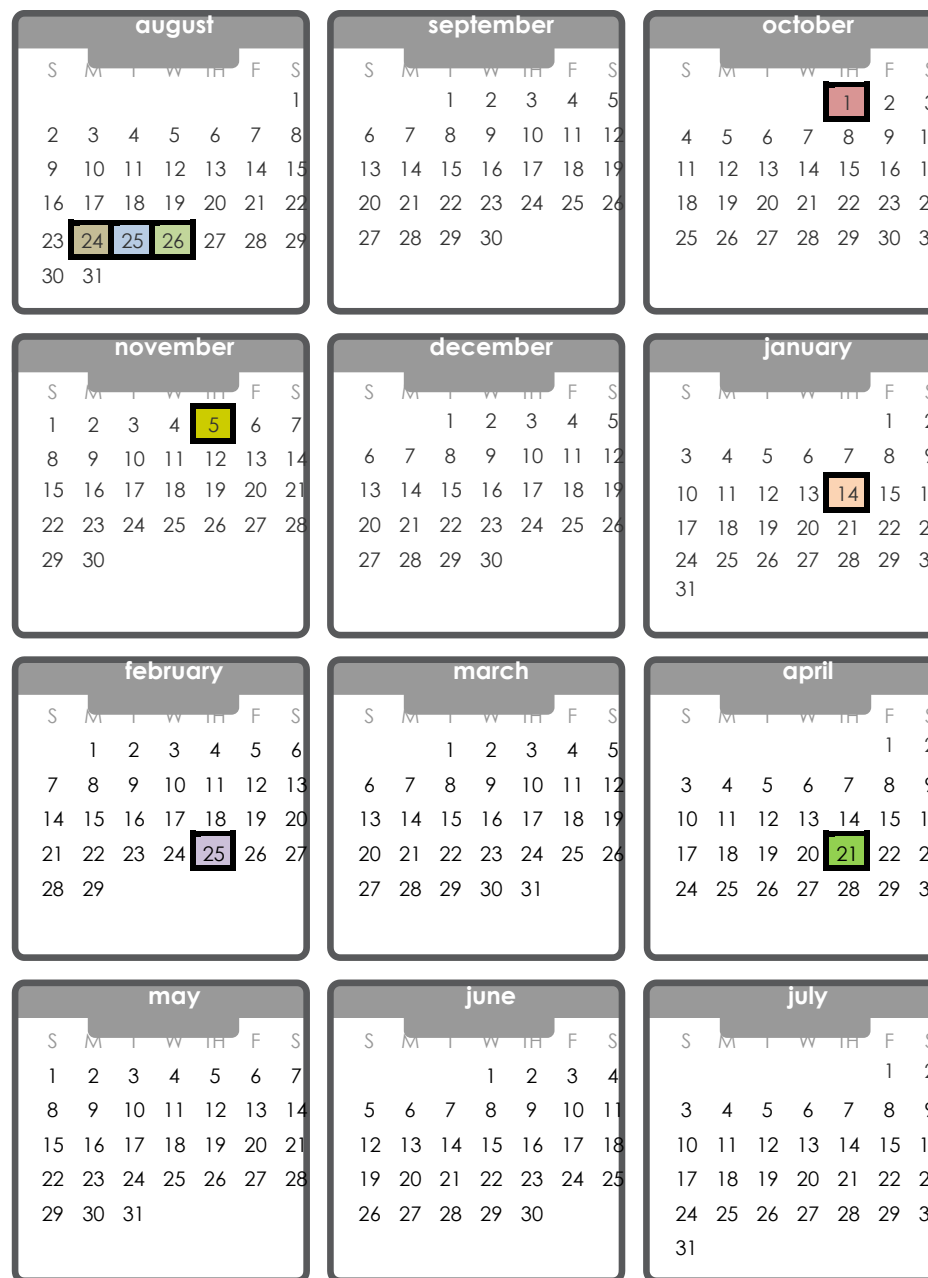 august
S M T W TH F S
1
2 3 4 5 6 7 8
9 10 11 12 13 14 15
16 17 18 19 20 21 22
23 24 25 26 27 28 29
30 31
september
S M T W TH F S
1 2 3 4 5
6 7 8 9 10 11 12
13 14 15 16 17 18 19
20 21 22 23 24 25 26
27 28 29 30
october
S M T W TH F
1 2
4 5 6 7 8 9
11 12 13 14 15 16
18 19 20 21 22 23
25 26 27 28 29 30
november
S M T W TH F S
1 2 3 4 5 6 7
8 9 10 11 12 13 14
15 16 17 18 19 20 21
22 23 24 25 26 27 28
29 30
december
S M T W TH F S
1 2 3 4 5
6 7 8 9 10 11 12
13 14 15 16 17 18 19
20 21 22 23 24 25 26
27 28 29 30
january
S M T W TH F
1
3 4 5 6 7 8
10 11 12 13 14 15
17 18 19 20 21 22
24 25 26 27 28 29
31
february
S M T W TH F S
1 2 3 4 5 6
7 8 9 10 11 12 13
14 15 16 17 18 19 20
21 22 23 24 25 26 27
28 29
march
S M T W TH F S
1 2 3 4 5
6 7 8 9 10 11 12
13 14 15 16 17 18 19
20 21 22 23 24 25 26
27 28 29 30 31
april
S M T W TH F
1
3 4 5 6 7 8
10 11 12 13 14 15
17 18 19 20 21 22
24 25 26 27 28 29
may
S M T W TH F S
1 2 3 4 5 6 7
8 9 10 11 12 13 14
15 16 17 18 19 20 21
22 23 24 25 26 27 28
29 30 31
june
S M T W TH F S
1 2 3 4
5 6 7 8 9 10 11
12 13 14 15 16 17 18
19 20 21 22 23 24 25
26 27 28 29 30
july
S M T W TH F
1
3 4 5 6 7 8
10 11 12 13 14 15
17 18 19 20 21 22
24 25 26 27 28 29
31